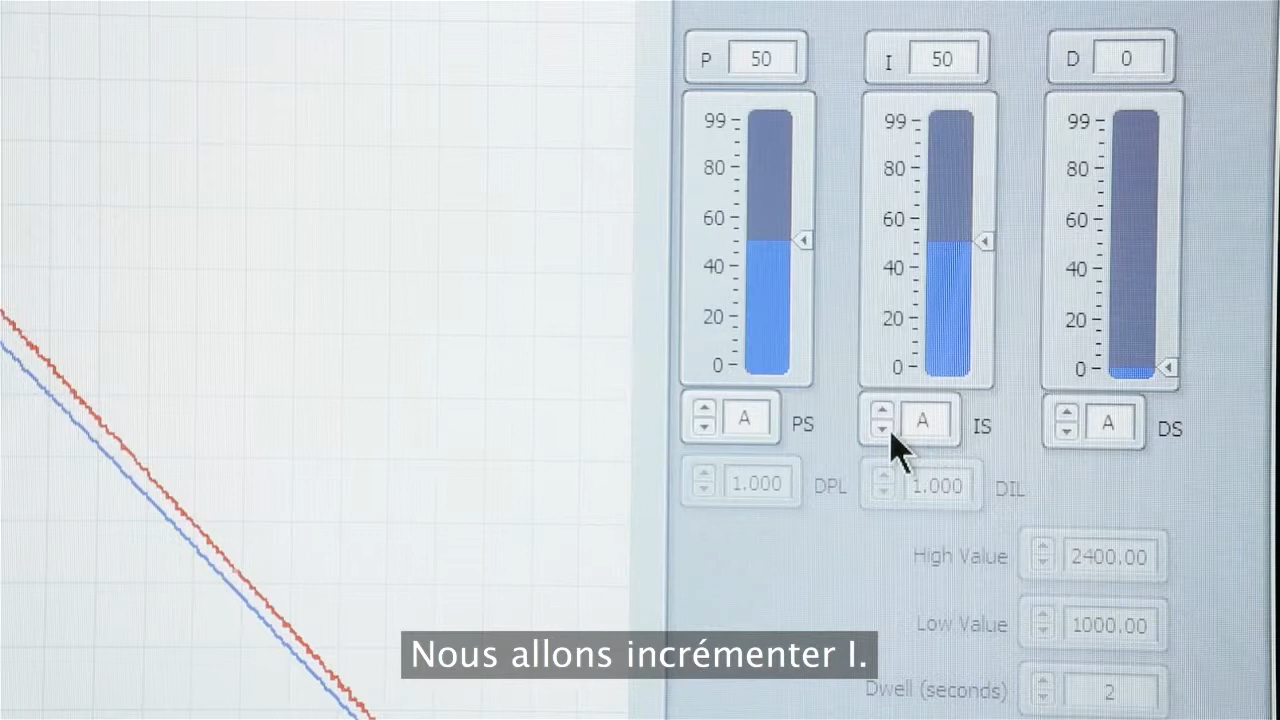 P 50 I 50 D 0
99 99 99
80 80 80
60 60 60
40 40 40
20 20 20
0 0 0
A PS A IS A DS
1.000 DPL 1.000 DIL
High Value 2400.00
Low Value 1000.00
Nous allons incrémenter I.
Dwell (seconds) 2